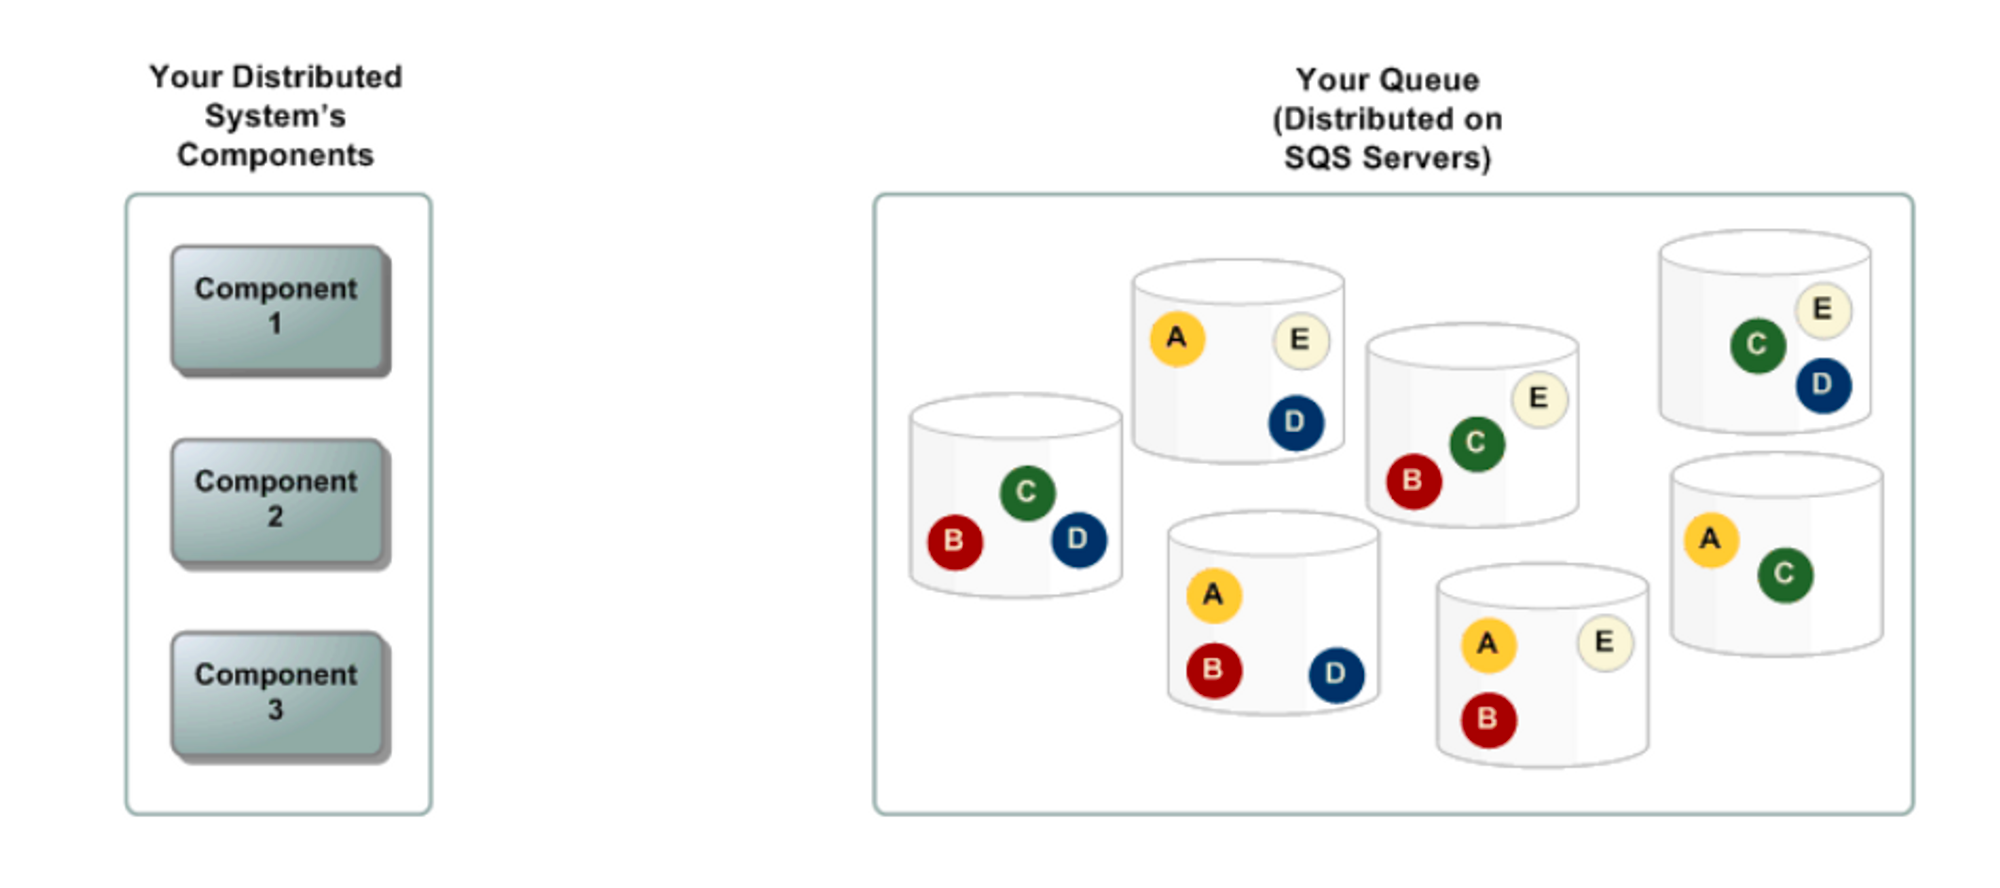 Your Distributed
System's
Components
Component
1
Component
2
Component
3
Your Queue
(Distributed on
SQS Servers)
C
B
D
A
E
D
E
C
B
A
B
D
A
E
B
E
C
D
A
C